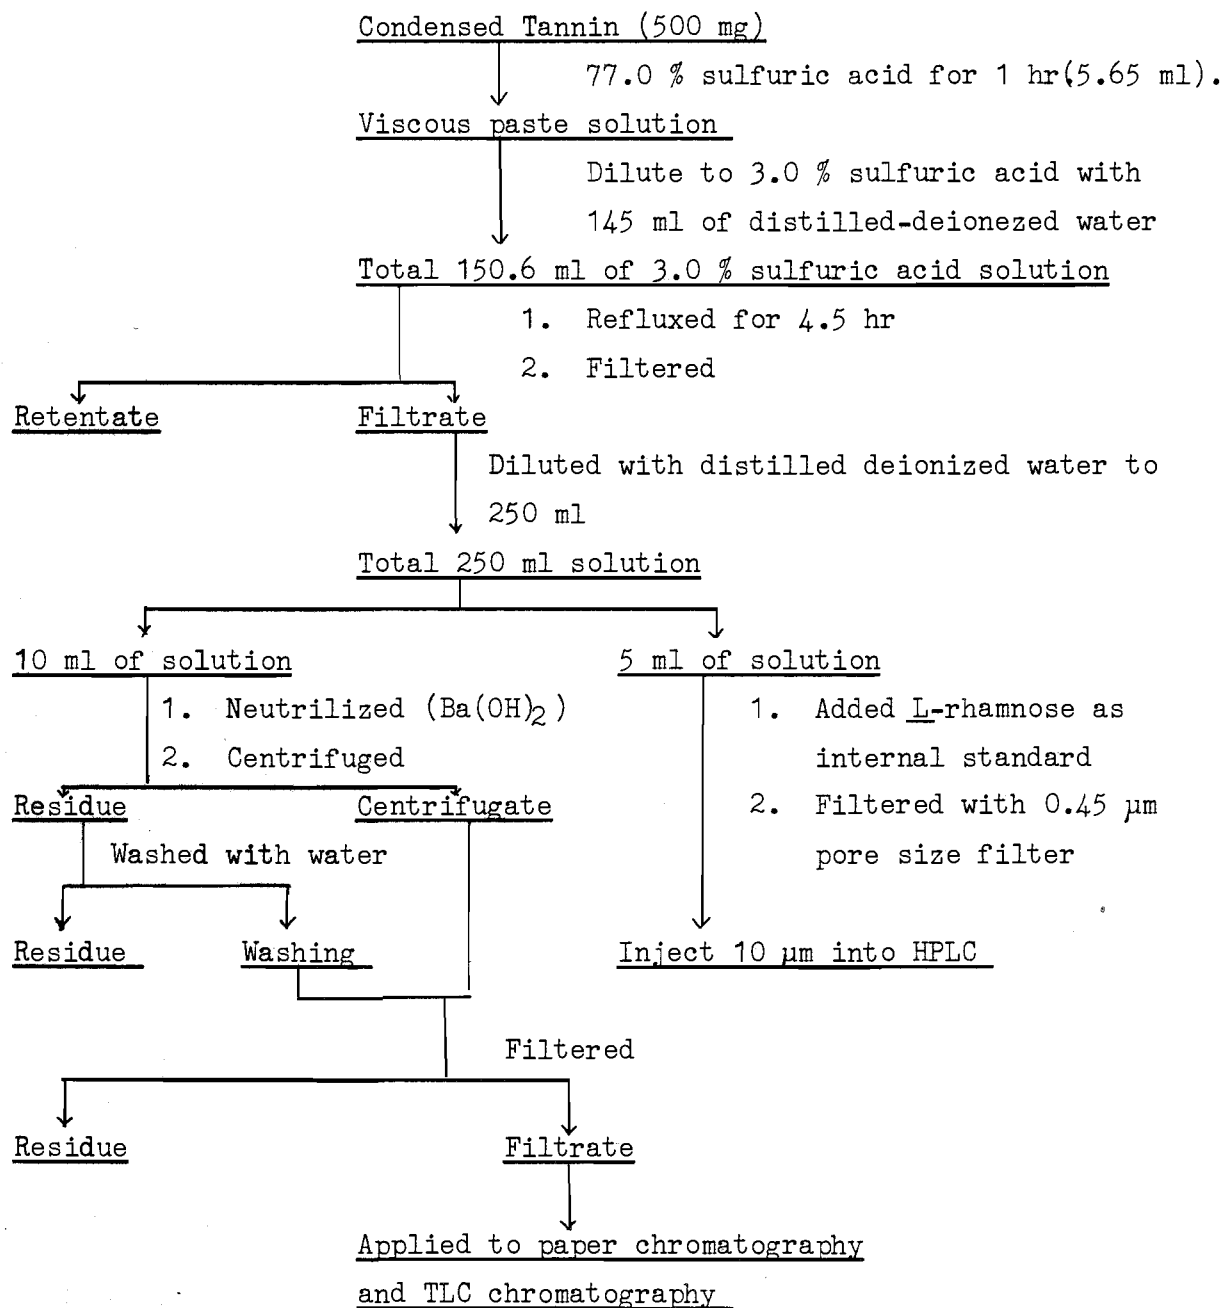 Condensed Tannin (500 mg)
77.0 % sulfuric acid for 1 hr(5.65 ml).
Viscous paste solution
Dilute to 3.0 % sulfuric acid with
145 ml of distilled-deionezed water
Total 150.6 ml of 3.0 % sulfuric acid solution
1. Refluxed for 4.5 hr
2. Filtered
Retentate
Filtrate
Diluted with distilled deionized water to
250 ml
Total 250 ml solution
10 ml of solution
5 ml of solution
1. Neutrilized (Ba(OH)2)
2. Centrifuged
1. Added L-rhamnose as
internal standard
2. Filtered with 0.45 µm
pore size filter
Residue
Centrifugate
Washed with water
Residue
Washing
Inject 10 µm into HPLC
Filtered
Residue
Filtrate
Applied to paper chromatography
and TLC chromatography